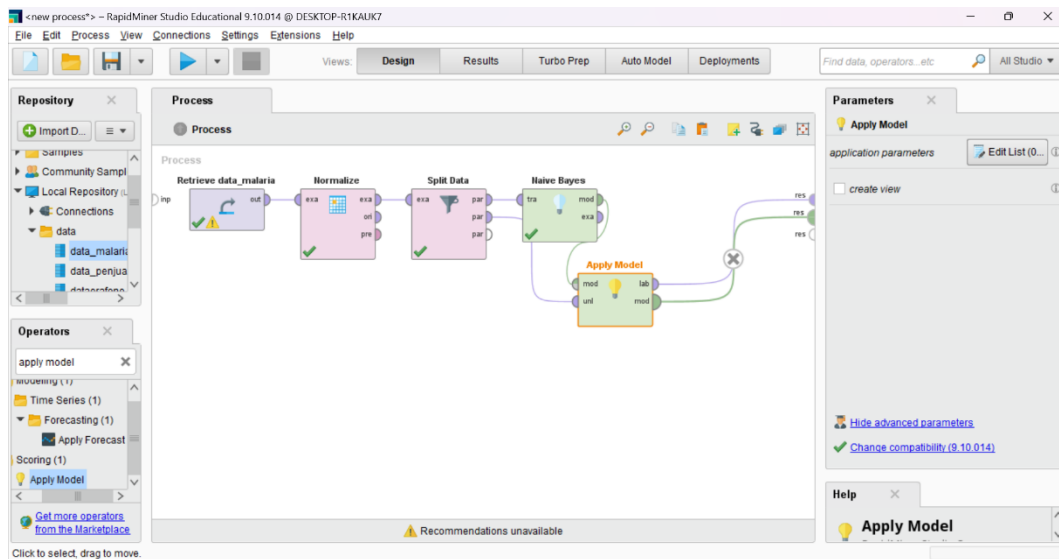 <new process*> – RapidMiner Studio Educational 9.10.014 @ DESKTOP-R1KAUK7
File Edit Process View Connections Settings Extensions Help
Views: Design Results Turbo Prep Auto Model Deployments
Find data, operators...etc
All Studio
Repository
Import D...
Samples
Community Sampl
Local Repository
Connections
data
data_malaria
data_penjua
Operators
apply model
Modeling (1)
Time Series (1)
Forecasting (1)
Apply Forecast
Scoring (1)
Apply Model
Get more operators
from the Marketplace
Process
Process
Process
Retrieve data_malaria
inp
out
Normalize
exa
exa
ori
pre
Split Data
exa
par
par
par
Naive Bayes
tra
mod
exa
Apply Model
mod
lab
unl
mod
res
res
res
Recommendations unavailable
Parameters
Apply Model
application parameters
Edit List (0...
create view
Hide advanced parameters
Change compatibility (9.10.014)
Help
Apply Model
Click to select, drag to move.